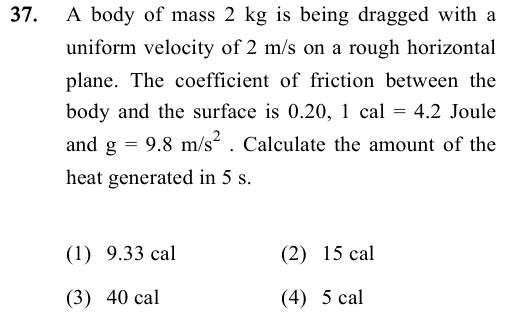 37. A body of mass 2 kg is being dragged with a
uniform velocity of 2 m/s on a rough horizontal
plane. The coefficient of friction between the
body and the surface is 0.20, 1 cal = 4.2 Joule
and g = 9.8 m/s². Calculate the amount of the
heat generated in 5 s.
(1) 9.33 cal (2) 15 cal
(3) 40 cal (4) 5 cal